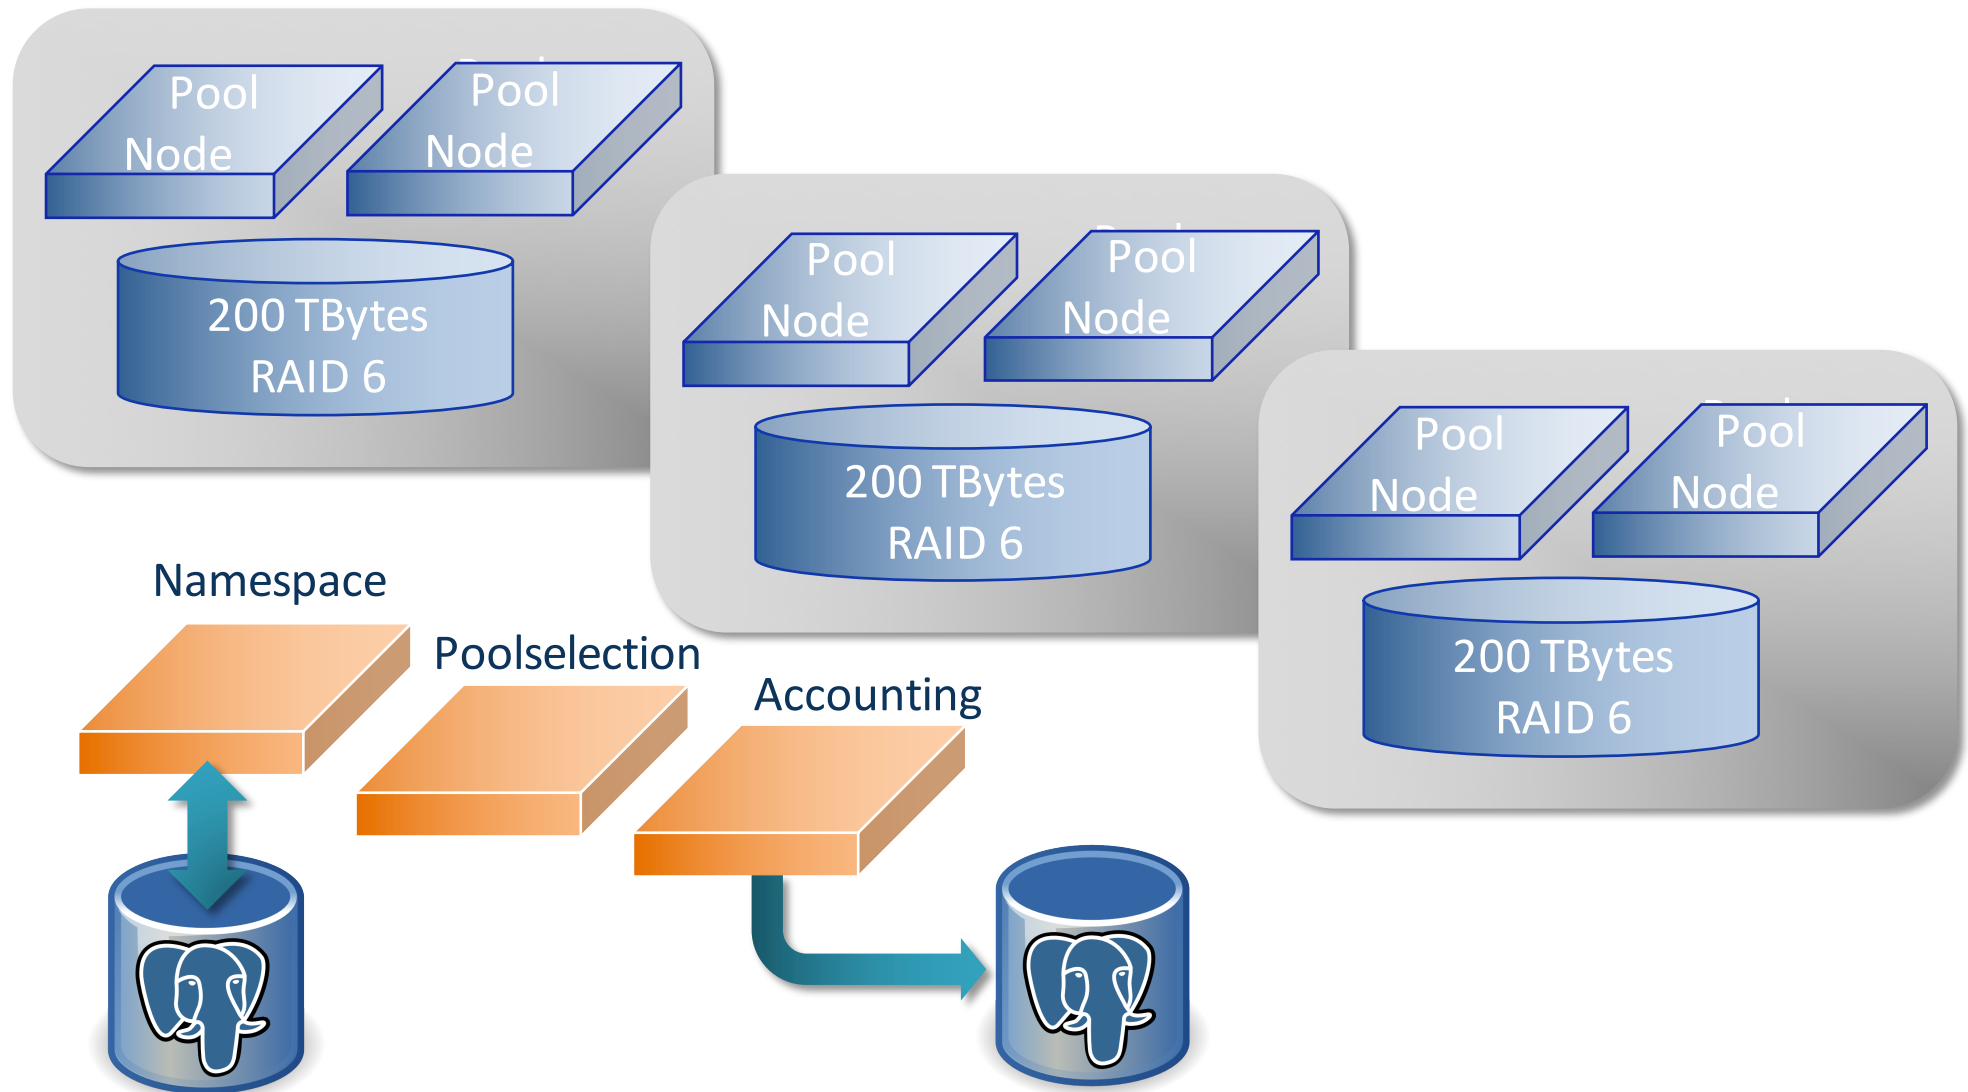 Pool
Node
Pool
Node
200 TBytes
RAID 6
Pool
Node
Pool
Node
200 TBytes
RAID 6
Pool
Node
Pool
Node
200 TBytes
RAID 6
Namespace
Poolselection
Accounting